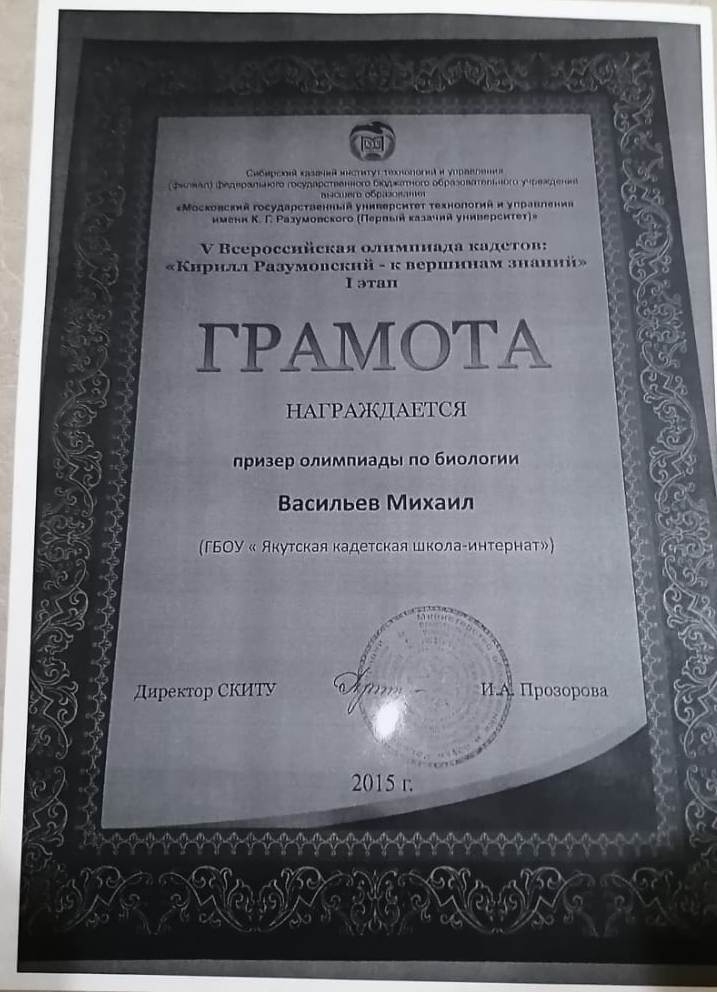 Сибирский казачий институт технологий и управления
(филиал) федерального государственного бюджетного образовательного учреждения
высшего образования
«Московский государственный университет технологий и управления
имени К. Г. Разумовского (Первый казачий университет)»
V Всероссийская олимпиада кадетов:
«Кирилл Разумовский - к вершинам знаний»
I этап
ГРАМОТА
НАГРАЖДАЕТСЯ
призер олимпиады по биологии
Васильев Михаил
(ГБОУ « Якутская кадетская школа-интернат»)
Министерство
Директор СКИТУ
И.А. Прозорова
2015 г.